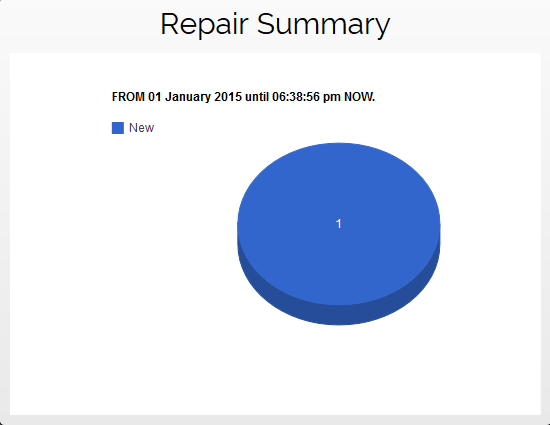 Repair Summary
FROM 01 January 2015 until 06:38:56 pm NOW.
New
1